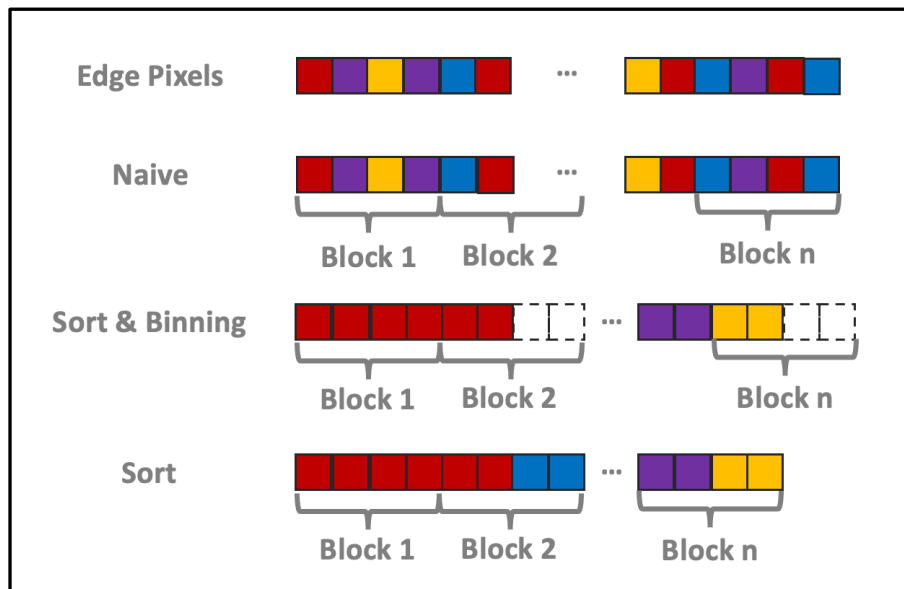 Edge Pixels
...
Naive
...
Block 1
Block 2
Block n
Sort & Binning
...
Block 1
Block 2
Block n
Sort
...
Block 1
Block 2
Block n